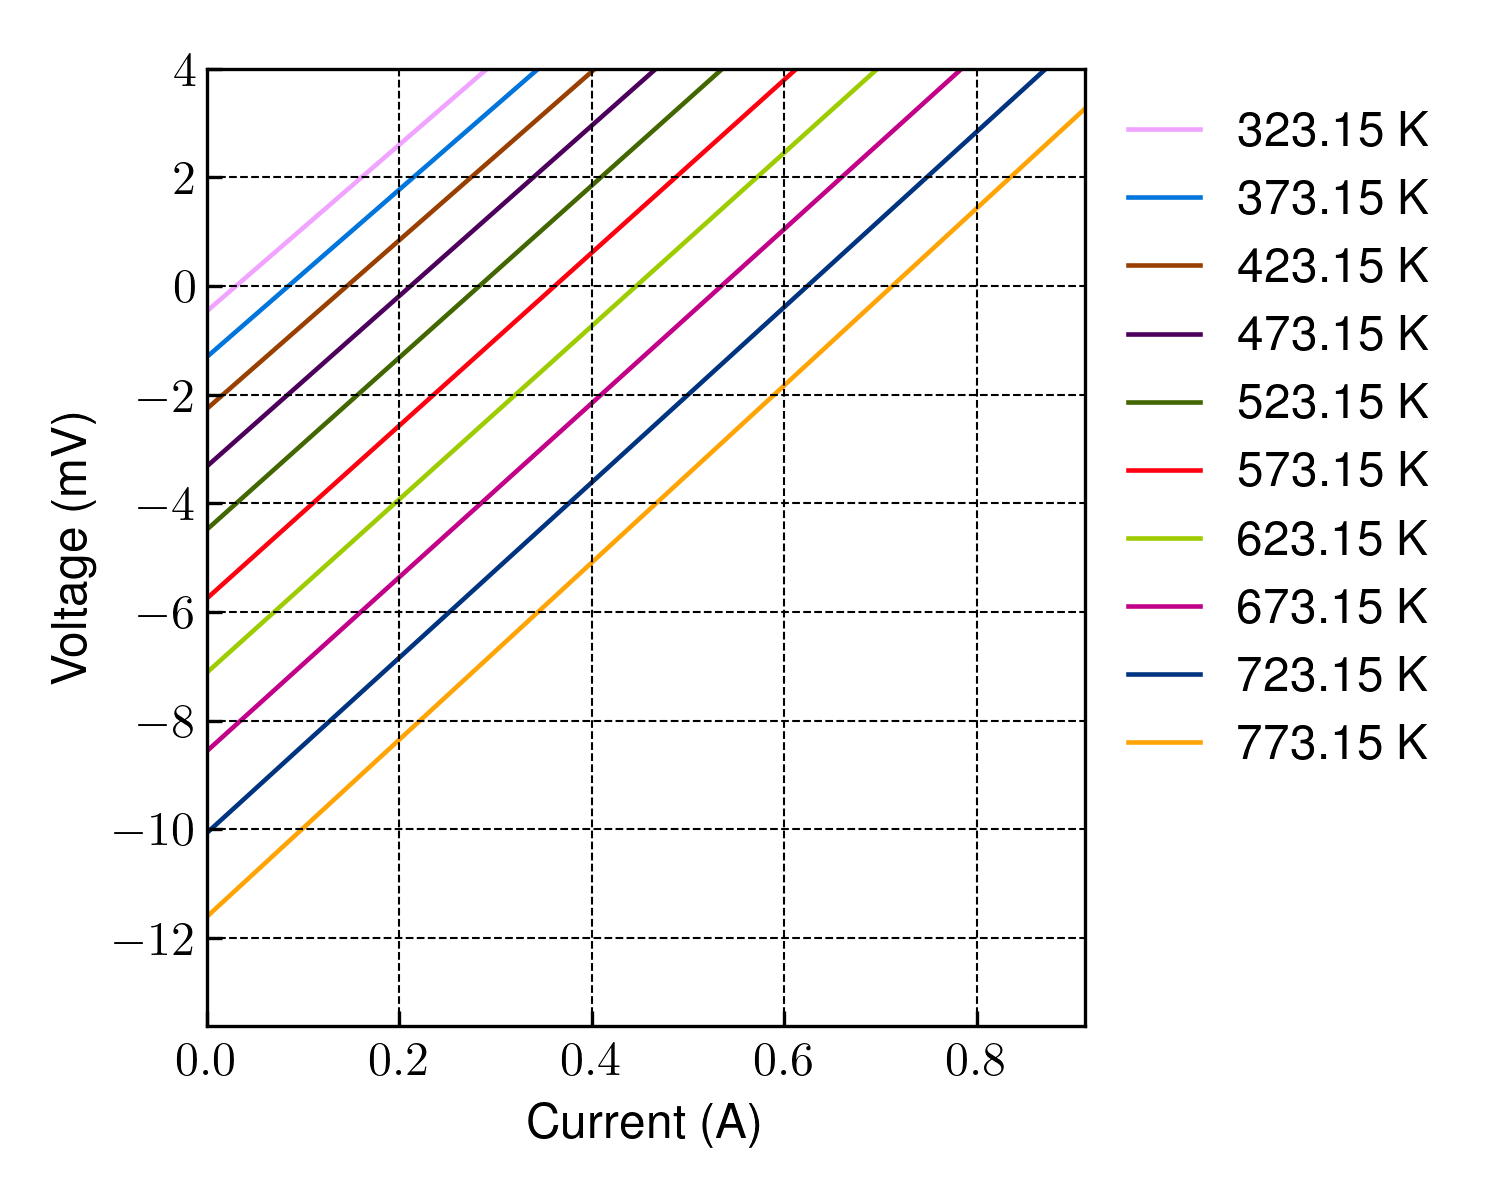 4
2
0
−2
−4
−6
−8
−10
−12
Voltage (mV)
0.0 0.2 0.4 0.6 0.8
Current (A)
323.15 K
373.15 K
423.15 K
473.15 K
523.15 K
573.15 K
623.15 K
673.15 K
723.15 K
773.15 K